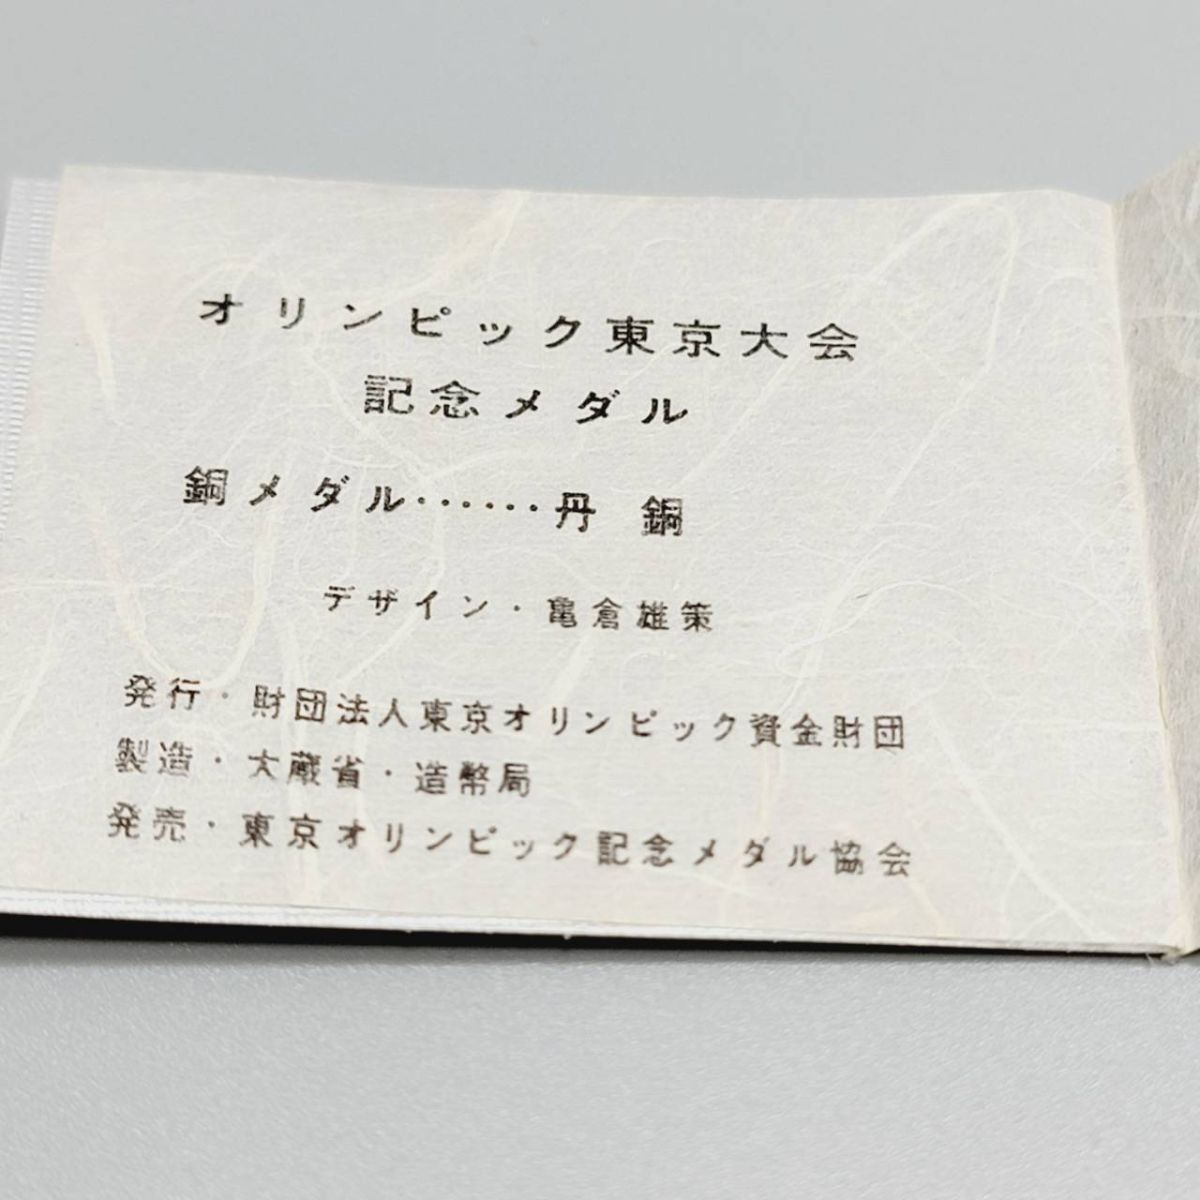 オリンピック東京大会
記念メダル
銅メダル……丹 銅
デザイン・亀倉雄策
発行・財団法人東京オリンピック資金財団
製造・大蔵省・造幣局
発売・東京オリンピック記念メダル協会